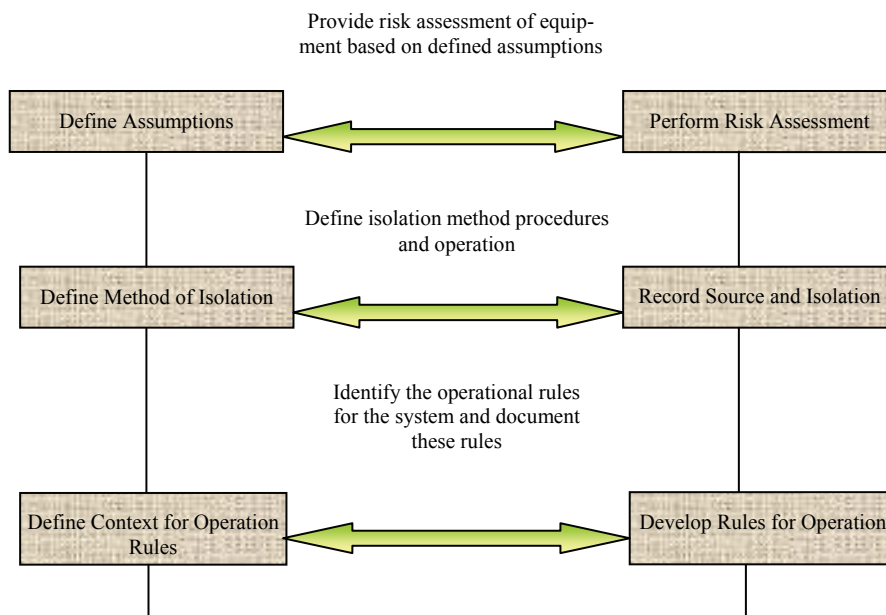 Provide risk assessment of equip-
ment based on defined assumptions
Define Assumptions
Perform Risk Assessment
Define isolation method procedures
and operation
Define Method of Isolation
Record Source and Isolation
Identify the operational rules
for the system and document
these rules
Define Context for Operation
Rules
Develop Rules for Operation